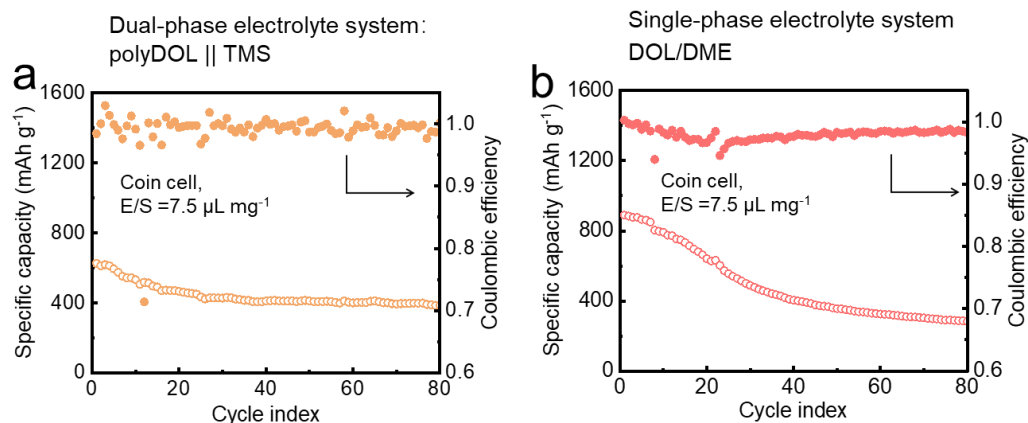 Dual-phase electrolyte system:
polyDOL || TMS
a
1600
1200
800
400
0
Specific capacity (mAh g⁻¹)
Coin cell,
E/S =7.5 µL mg⁻¹
1.0
0.9
0.8
0.7
0.6
Coulombic efficiency
0 20 40 60 80
Cycle index
Single-phase electrolyte system
DOL/DME
b
1600
1200
800
400
0
Specific capacity (mAh g⁻¹)
Coin cell,
E/S =7.5 µL mg⁻¹
1.0
0.9
0.8
0.7
0.6
Coulombic efficiency
0 20 40 60 80
Cycle index